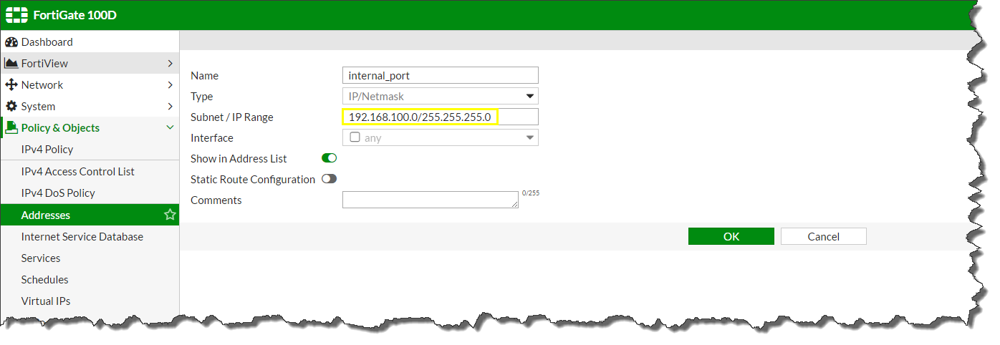 FortiGate 100D
Dashboard
FortiView
Network
System
Policy & Objects
IPv4 Policy
IPv4 Access Control List
IPv4 DoS Policy
Addresses
Internet Service Database
Services
Schedules
Virtual IPs
Name internal_port
Type IP/Netmask
Subnet / IP Range 192.168.100.0/255.255.255.0
Interface any
Show in Address List
Static Route Configuration
Comments 0/255
OK Cancel